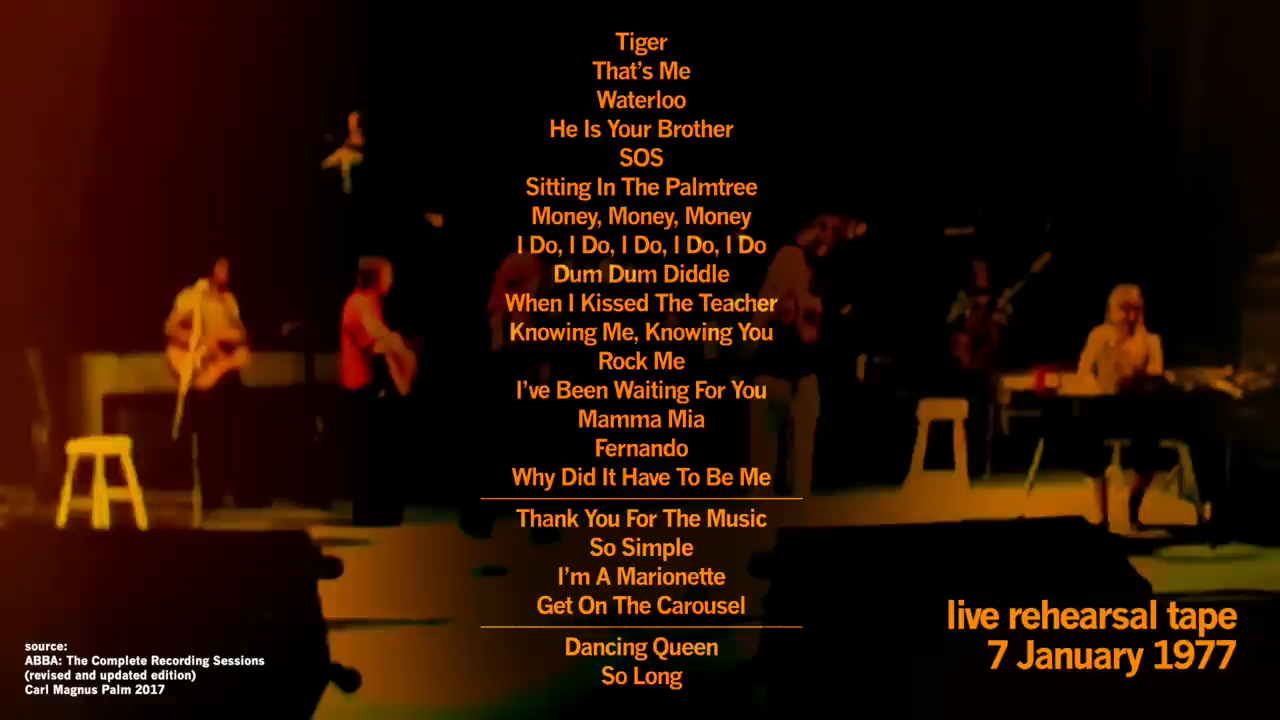 Tiger
That's Me
Waterloo
He Is Your Brother
SOS
Sitting In The Palmtree
Money, Money, Money
I Do, I Do, I Do, I Do, I Do
Dum Dum Diddle
When I Kissed The Teacher
Knowing Me, Knowing You
Rock Me
I've Been Waiting For You
Mamma Mia
Fernando
Why Did It Have To Be Me
Thank You For The Music
So Simple
I'm A Marionette
Get On The Carousel
Dancing Queen
So Long
live rehearsal tape
7 January 1977
source:
ABBA: The Complete Recording Sessions
(revised and updated edition)
Carl Magnus Palm 2017